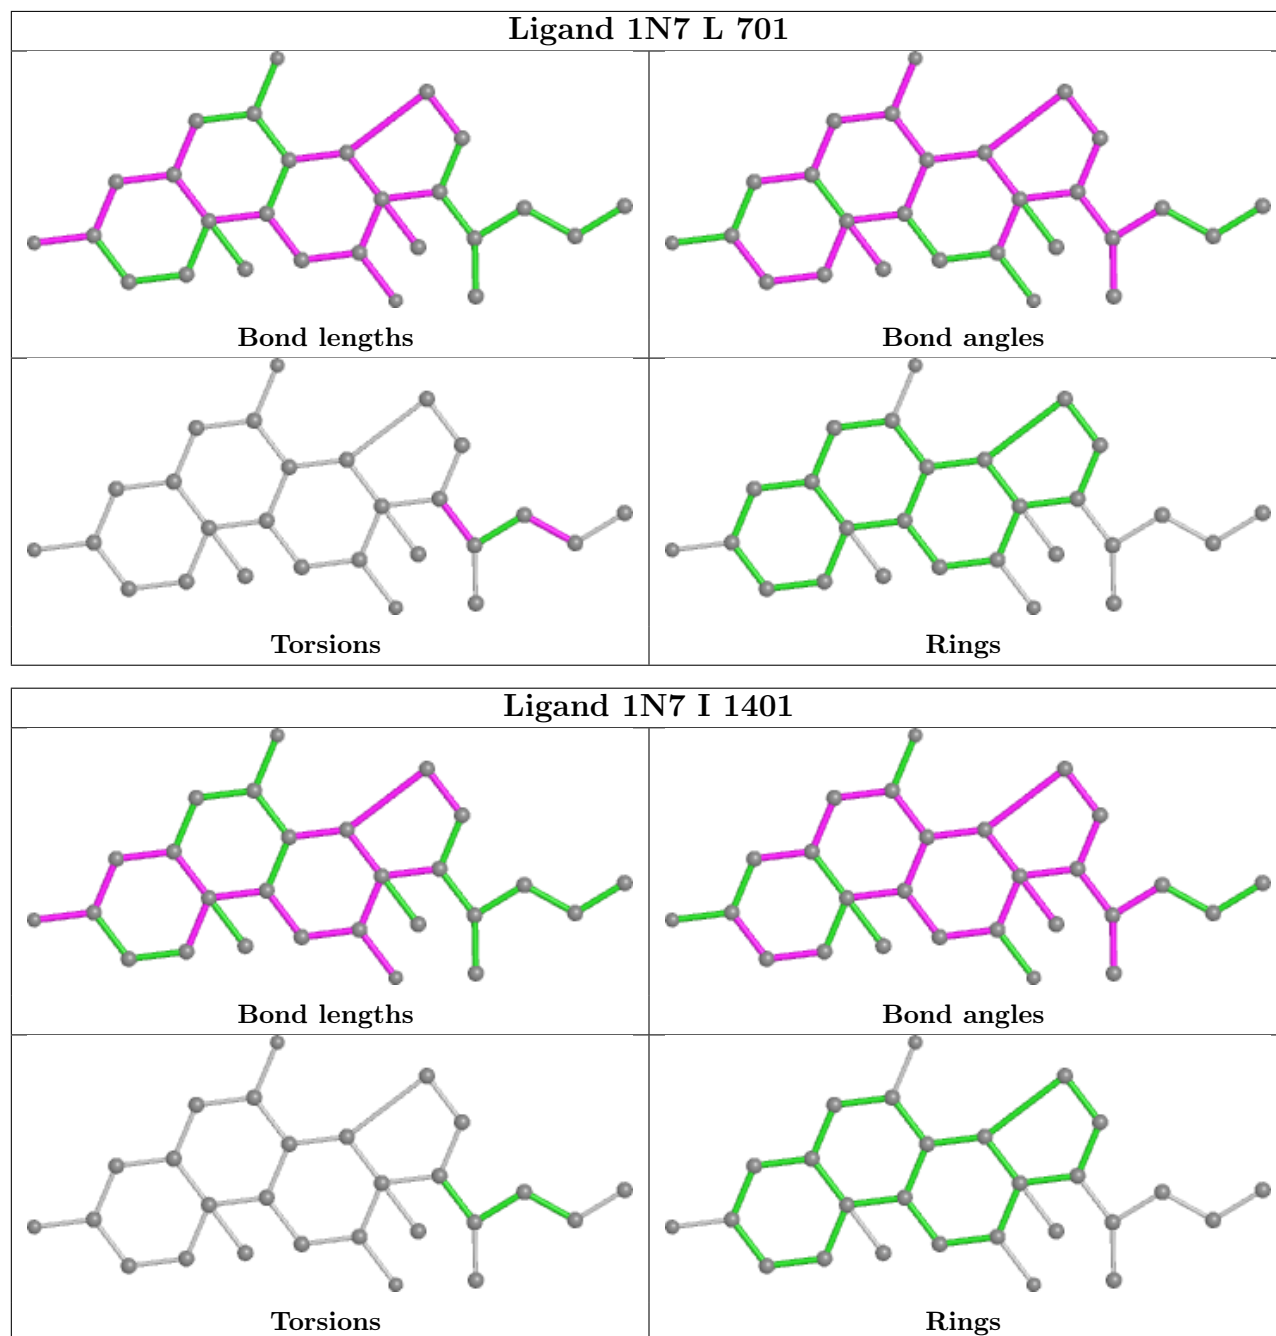 Ligand 1N7 L 701
Bond lengths
Bond angles
Torsions
Rings
Ligand 1N7 I 1401
Bond lengths
Bond angles
Torsions
Rings